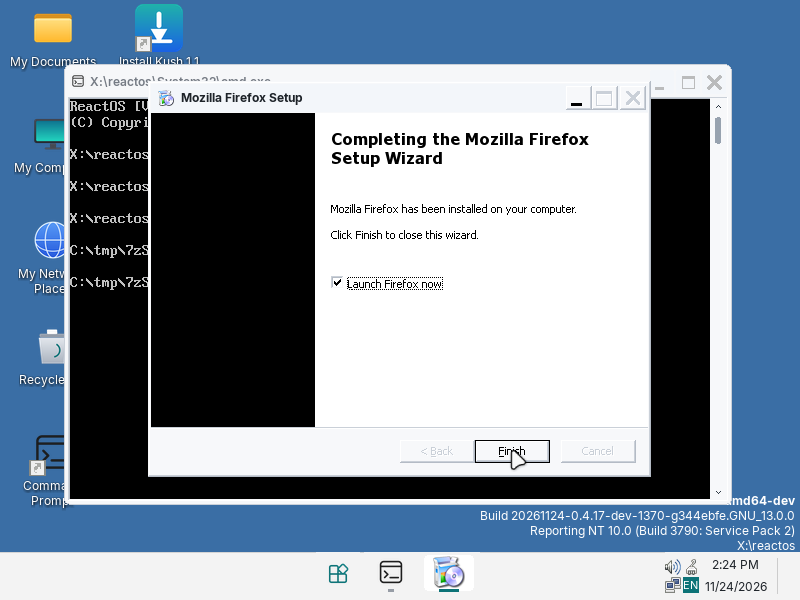 My Documents
Install Kush 1.1
X:\reactos\System32\cmd.exe
Mozilla Firefox Setup
ReactOS [V
(C) Copyri
Completing the Mozilla Firefox
Setup Wizard
X:\reactos
My Comp
X:\reactos
Mozilla Firefox has been installed on your computer.
X:\reactos
Click Finish to close this wizard.
C:\tmp\7zS
My Netw
Place
C:\tmp\7zS
Launch Firefox now
Recycle
< Back
Finish
Cancel
Comma
Promp
md64-dev
Build 20261124-0.4.17-dev-1370-g344ebfe.GNU_13.0.0
Reporting NT 10.0 (Build 3790: Service Pack 2)
X:\reactos
2:24 PM
EN
11/24/2026